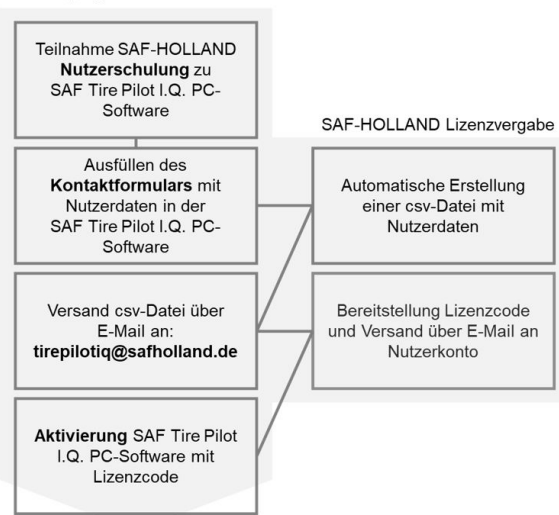 Teilnahme SAF-HOLLAND
Nutzerschulung zu
SAF Tire Pilot I.Q. PC-
Software
SAF-HOLLAND Lizenzvergabe
Ausfüllen des
Kontaktformulars mit
Nutzerdaten in der
SAF Tire Pilot I.Q. PC-
Software
Automatische Erstellung
einer csv-Datei mit
Nutzerdaten
Versand csv-Datei über
E-Mail an:
tirepilotiq@safholland.de
Bereitstellung Lizenzcode
und Versand über E-Mail an
Nutzerkonto
Aktivierung SAF Tire Pilot
I.Q. PC-Software mit
Lizenzcode